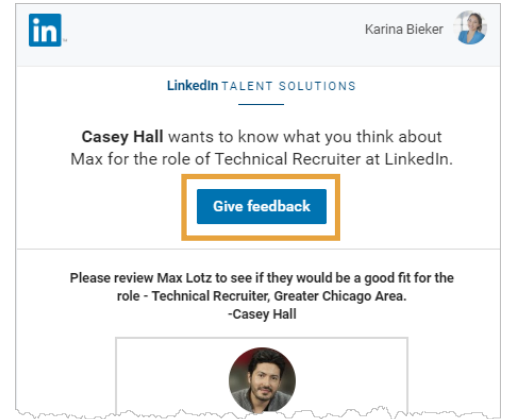 in
Karina Bieker
LinkedIn TALENT SOLUTIONS
Casey Hall wants to know what you think about
Max for the role of Technical Recruiter at LinkedIn.
Give feedback
Please review Max Lotz to see if they would be a good fit for the
role - Technical Recruiter, Greater Chicago Area.
-Casey Hall